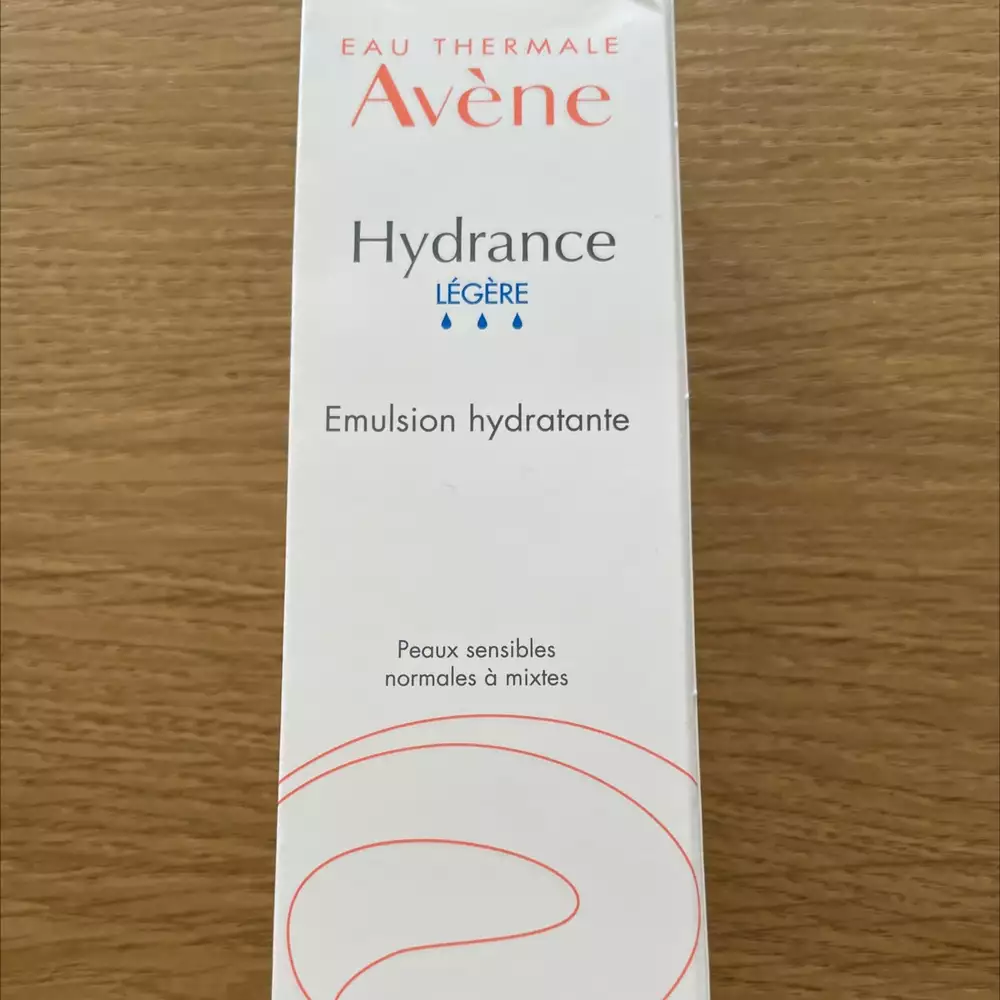 EAU THERMALE
Avène
Hydrance
LÉGÈRE
Emulsion hydratante
Peaux sensibles
normales à mixtes